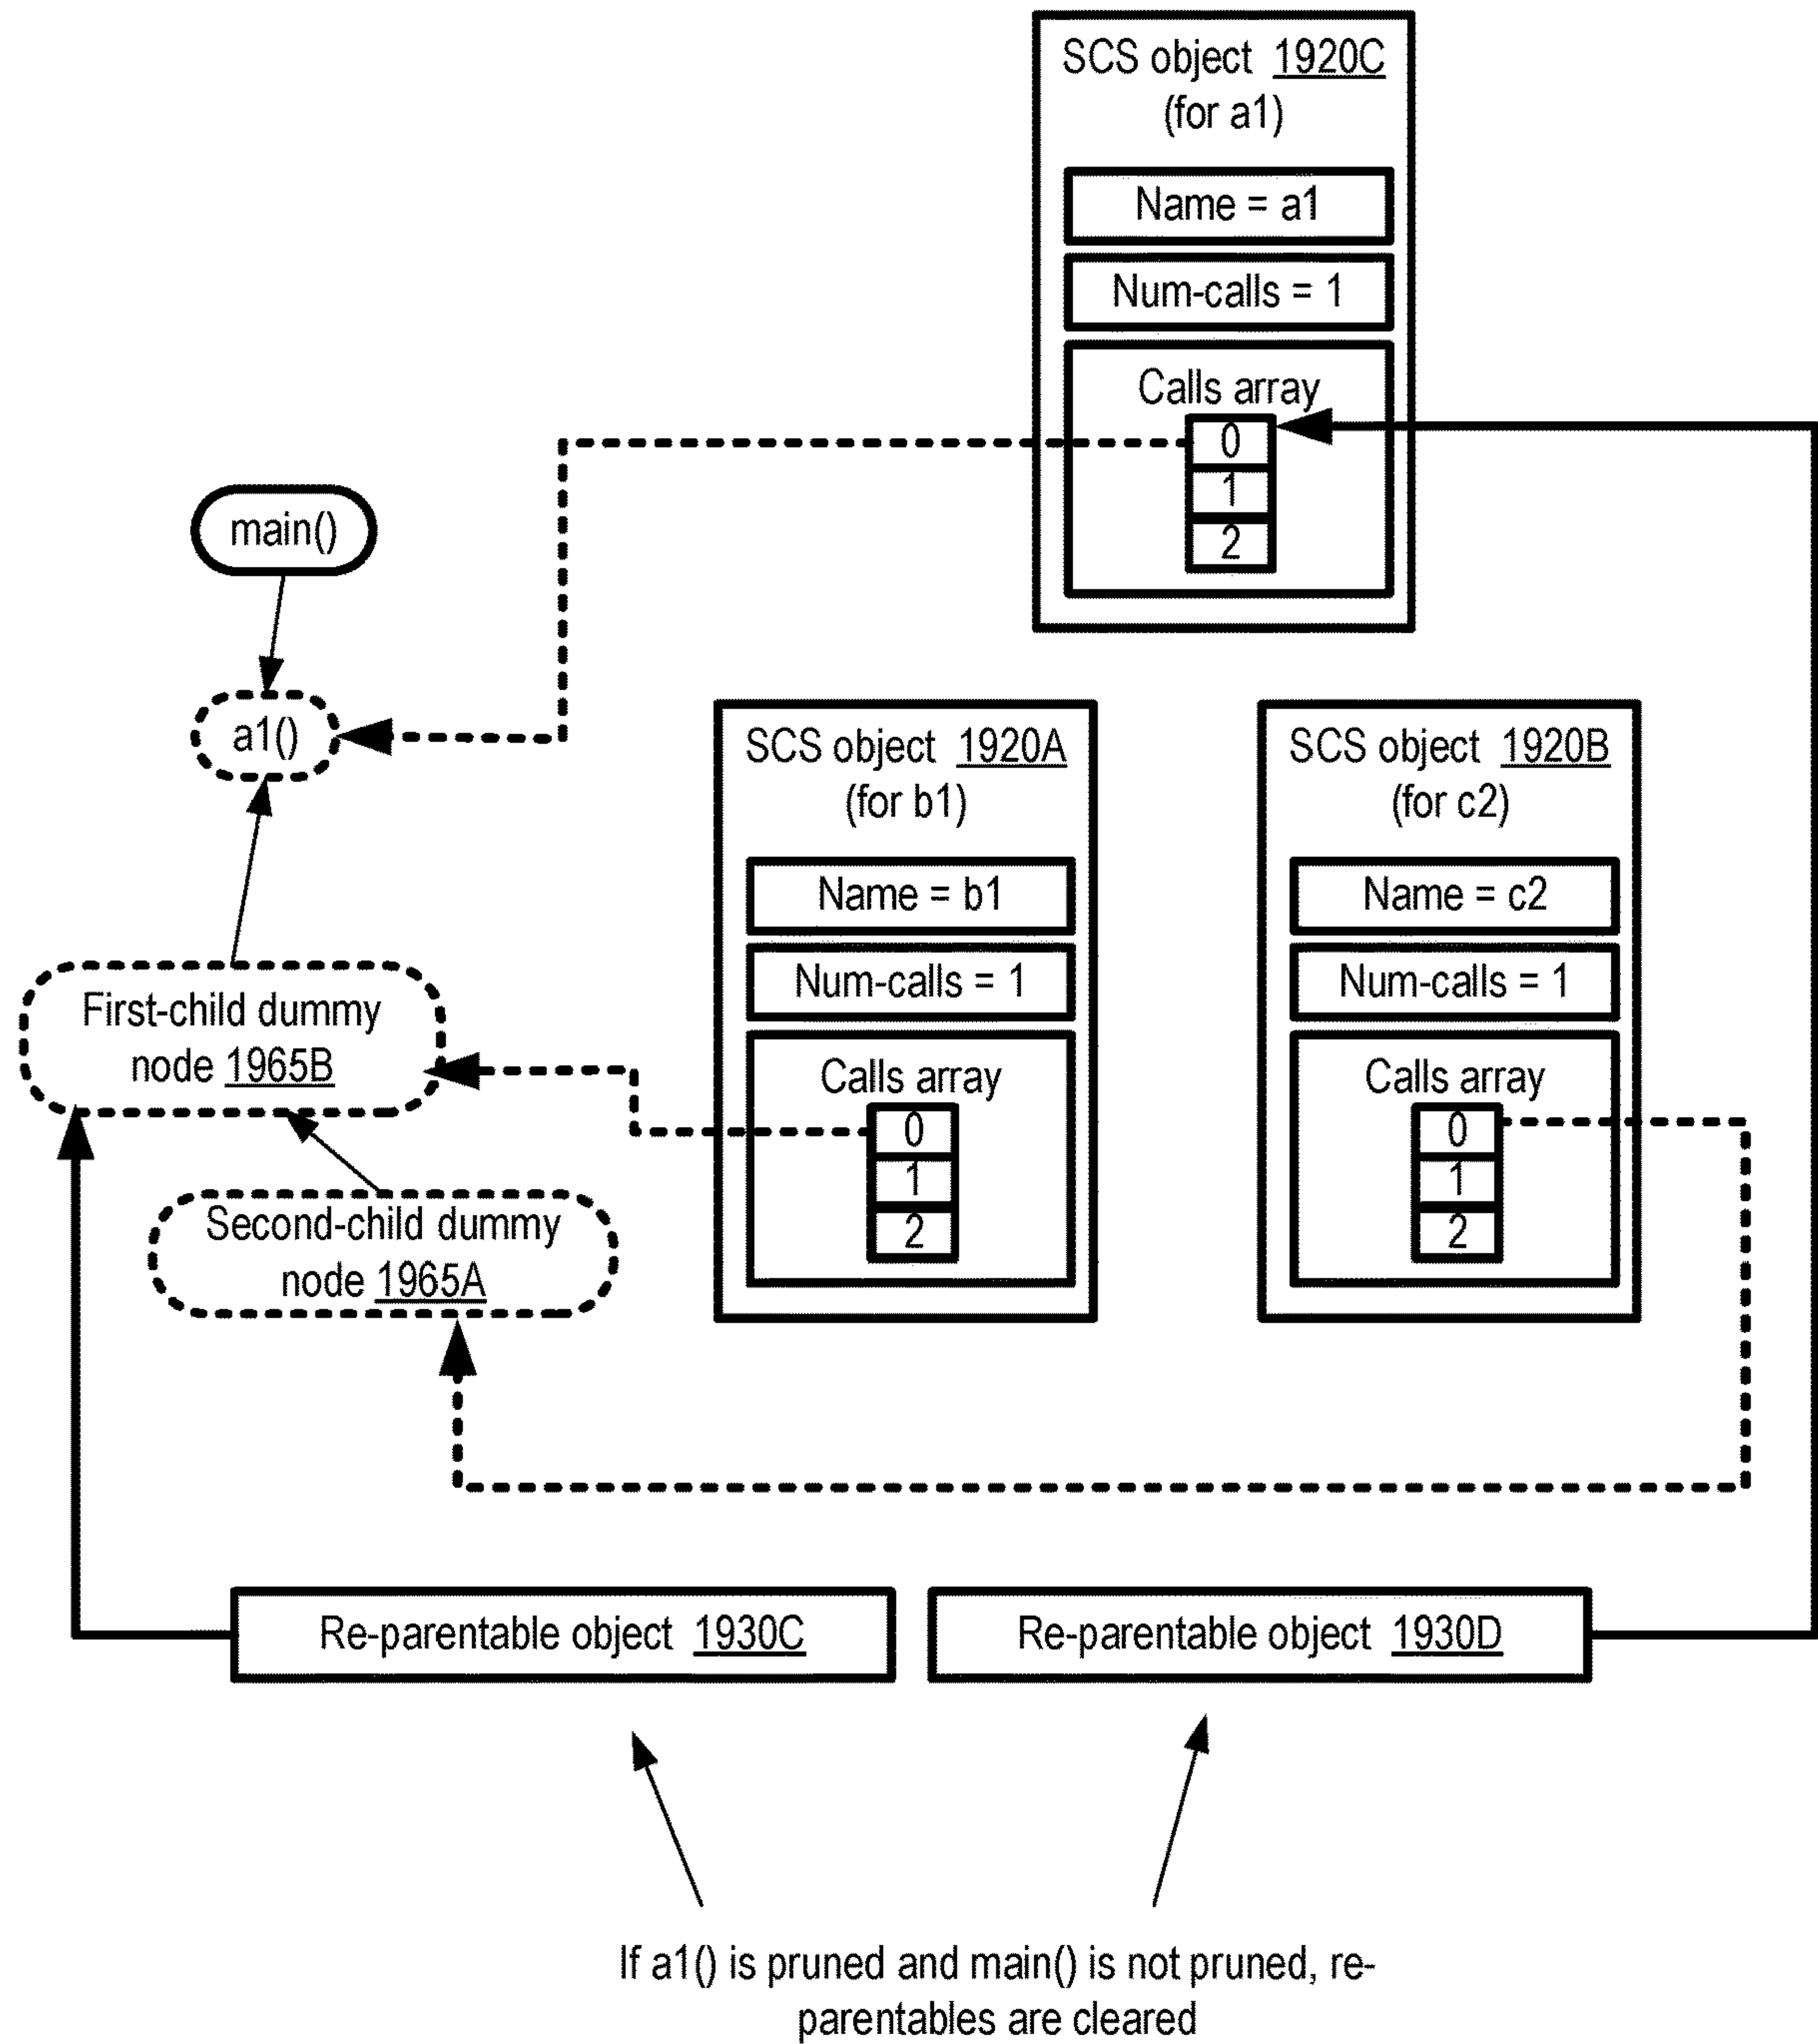 SCS object 1920C
(for a1)
Name = a1
Num-calls = 1
Calls array
0
1
2
main()
a1()
SCS object 1920A
(for b1)
Name = b1
Num-calls = 1
Calls array
0
1
2
SCS object 1920B
(for c2)
Name = c2
Num-calls = 1
Calls array
0
1
2
First-child dummy
node 1965B
Second-child dummy
node 1965A
Re-parentable object 1930C
Re-parentable object 1930D
If a1() is pruned and main() is not pruned, re-
parentables are cleared